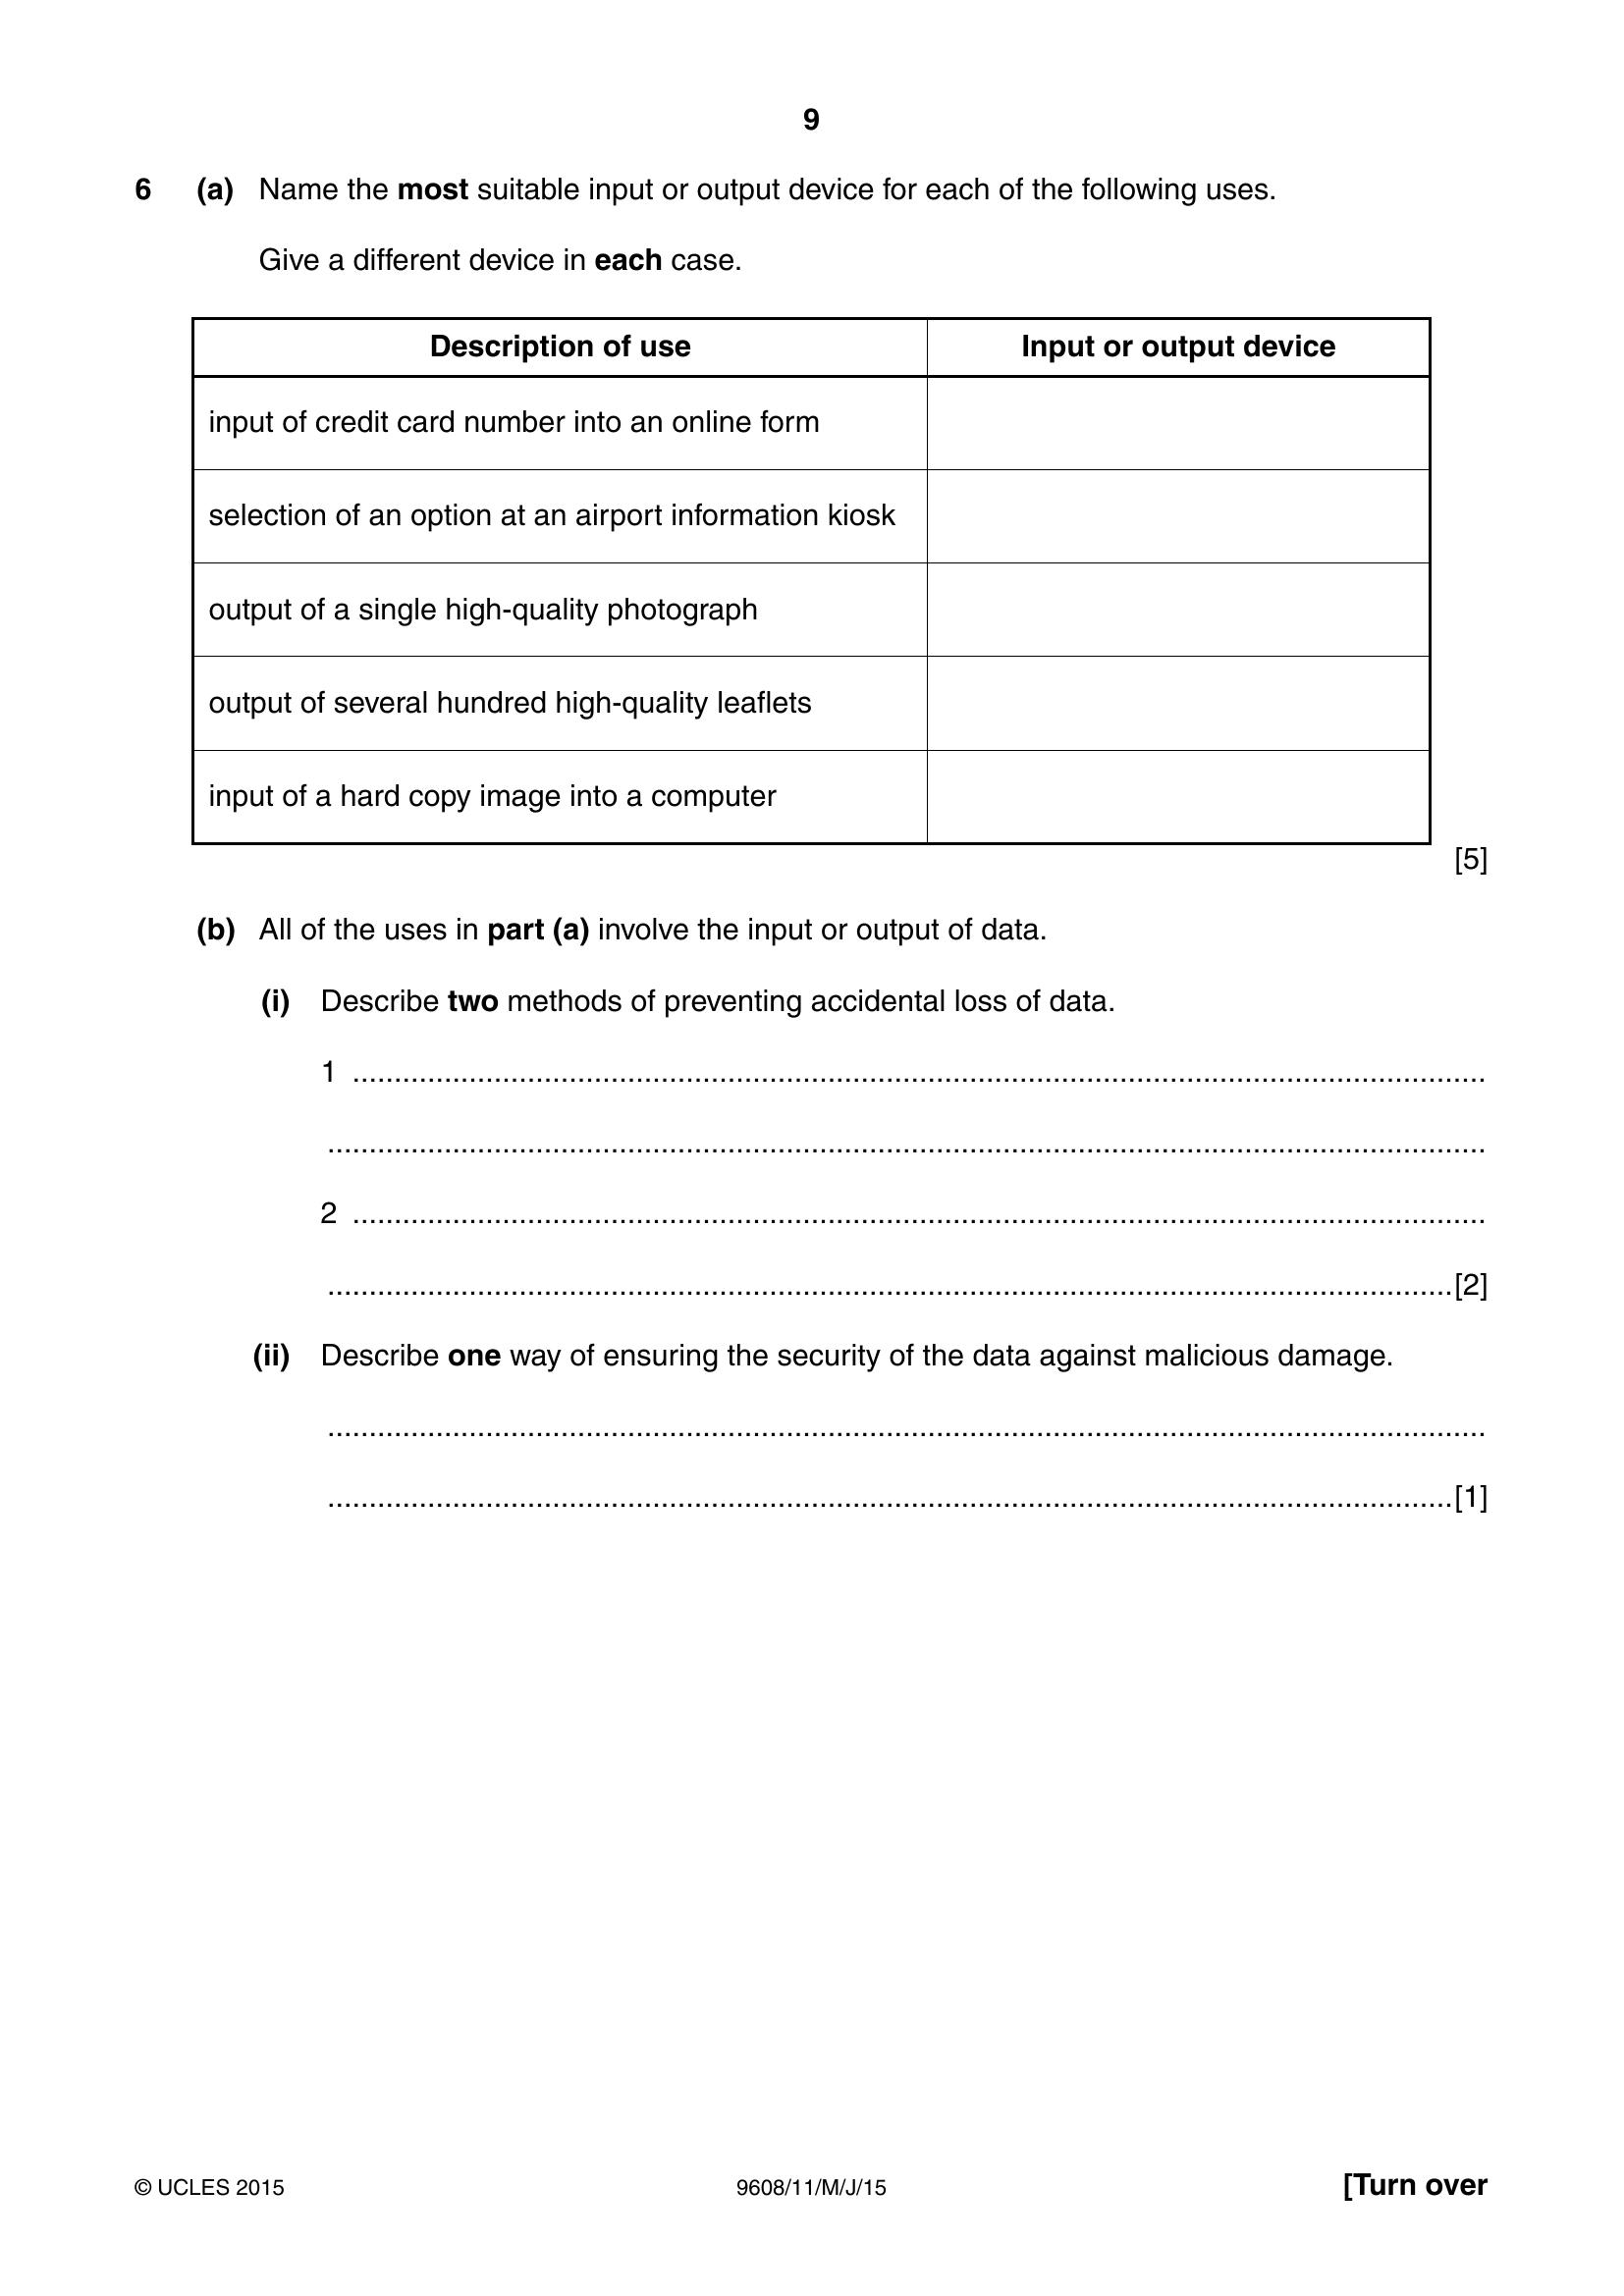 9
6 (a) Name the most suitable input or output device for each of the following uses.
Give a different device in each case.
Description of use Input or output device
input of credit card number into an online form
selection of an option at an airport information kiosk
output of a single high-quality photograph
output of several hundred high-quality leaflets
input of a hard copy image into a computer
[5]
(b) All of the uses in part (a) involve the input or output of data.
(i) Describe two methods of preventing accidental loss of data.
1 ..........................................................................................................................................
..........................................................................................................................................
2 ..........................................................................................................................................
......................................................................................................................................[2]
(ii) Describe one way of ensuring the security of the data against malicious damage.
..........................................................................................................................................
......................................................................................................................................[1]
© UCLES 2015 9608/11/M/J/15 [Turn over